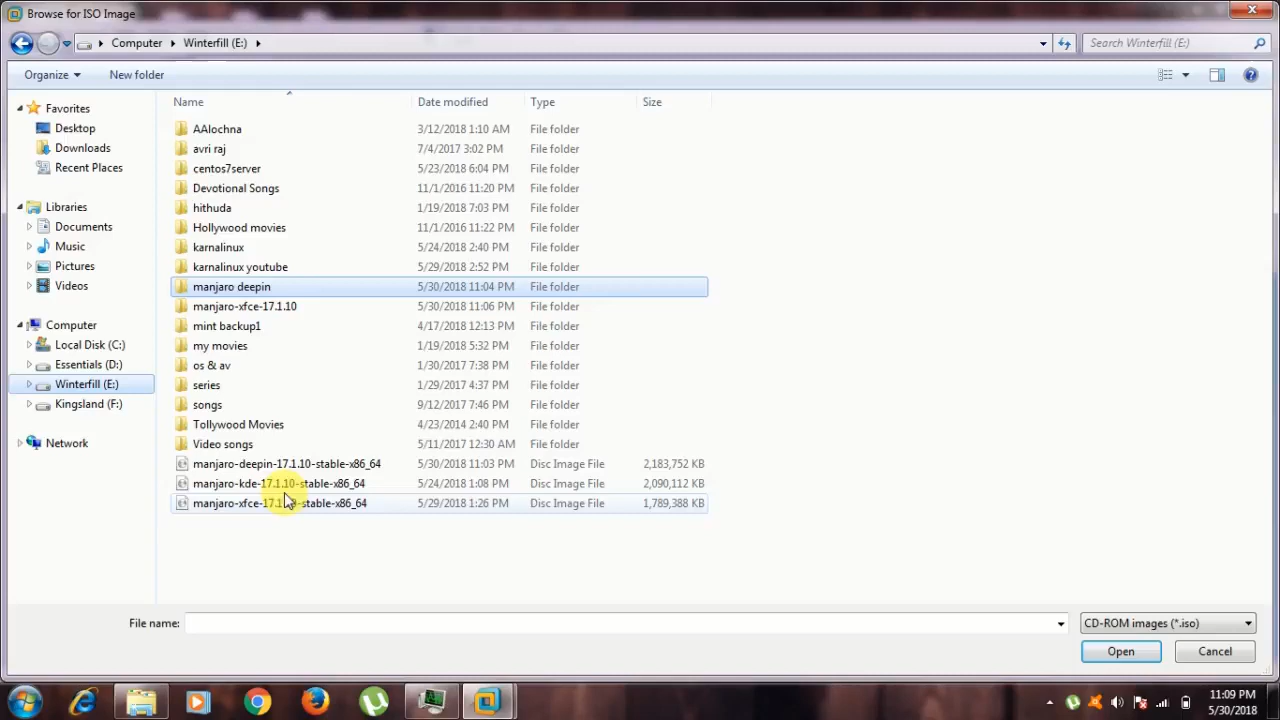 Browse for ISO Image
Computer Winterfill (E:) Search Winterfill (E:)
Organize New folder
Name Date modified Type Size
Favorites
Desktop
Downloads
Recent Places
Libraries
Documents
Music
Pictures
Videos
Computer
Local Disk (C:)
Essentials (D:)
Winterfill (E:)
Kingsland (F:)
Network
AAlochna 3/12/2018 1:10 AM File folder
avri raj 7/4/2017 3:02 PM File folder
centos7server 5/23/2018 6:04 PM File folder
Devotional Songs 11/1/2016 11:20 PM File folder
hithuda 1/19/2018 7:03 PM File folder
Hollywood movies 11/1/2016 11:22 PM File folder
karnalinux 5/24/2018 2:40 PM File folder
karnalinux youtube 5/29/2018 2:52 PM File folder
manjaro deepin 5/30/2018 11:04 PM File folder
manjaro-xfce-17.1.10 5/30/2018 11:06 PM File folder
mint backup1 4/17/2018 12:13 PM File folder
my movies 1/19/2018 5:32 PM File folder
os & av 1/30/2017 7:38 PM File folder
series 1/29/2017 4:37 PM File folder
songs 9/12/2017 7:46 PM File folder
Tollywood Movies 4/23/2014 2:40 PM File folder
Video songs 5/11/2017 12:30 AM File folder
manjaro-deepin-17.1.10-stable-x86_64 5/30/2018 11:03 PM Disc Image File 2,183,752 KB
manjaro-kde-17.1.10-stable-x86_64 5/24/2018 1:08 PM Disc Image File 2,090,112 KB
manjaro-xfce-17.1.10-stable-x86_64 5/29/2018 1:26 PM Disc Image File 1,789,388 KB
File name: CD-ROM images (*.iso)
Open Cancel
11:09 PM
5/30/2018